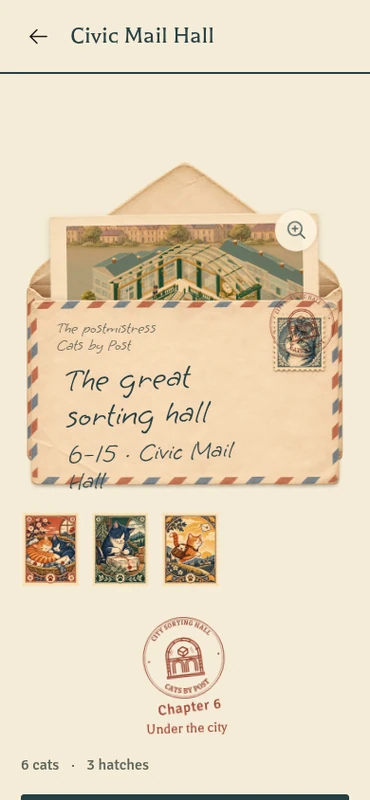 Civic Mail Hall
The postmistress
Cats by Post
The great
sorting hall
6-15 · Civic Mail
Hall
CITY SORTING HALL
CATS BY POST
Chapter 6
Under the city
6 cats · 3 hatches